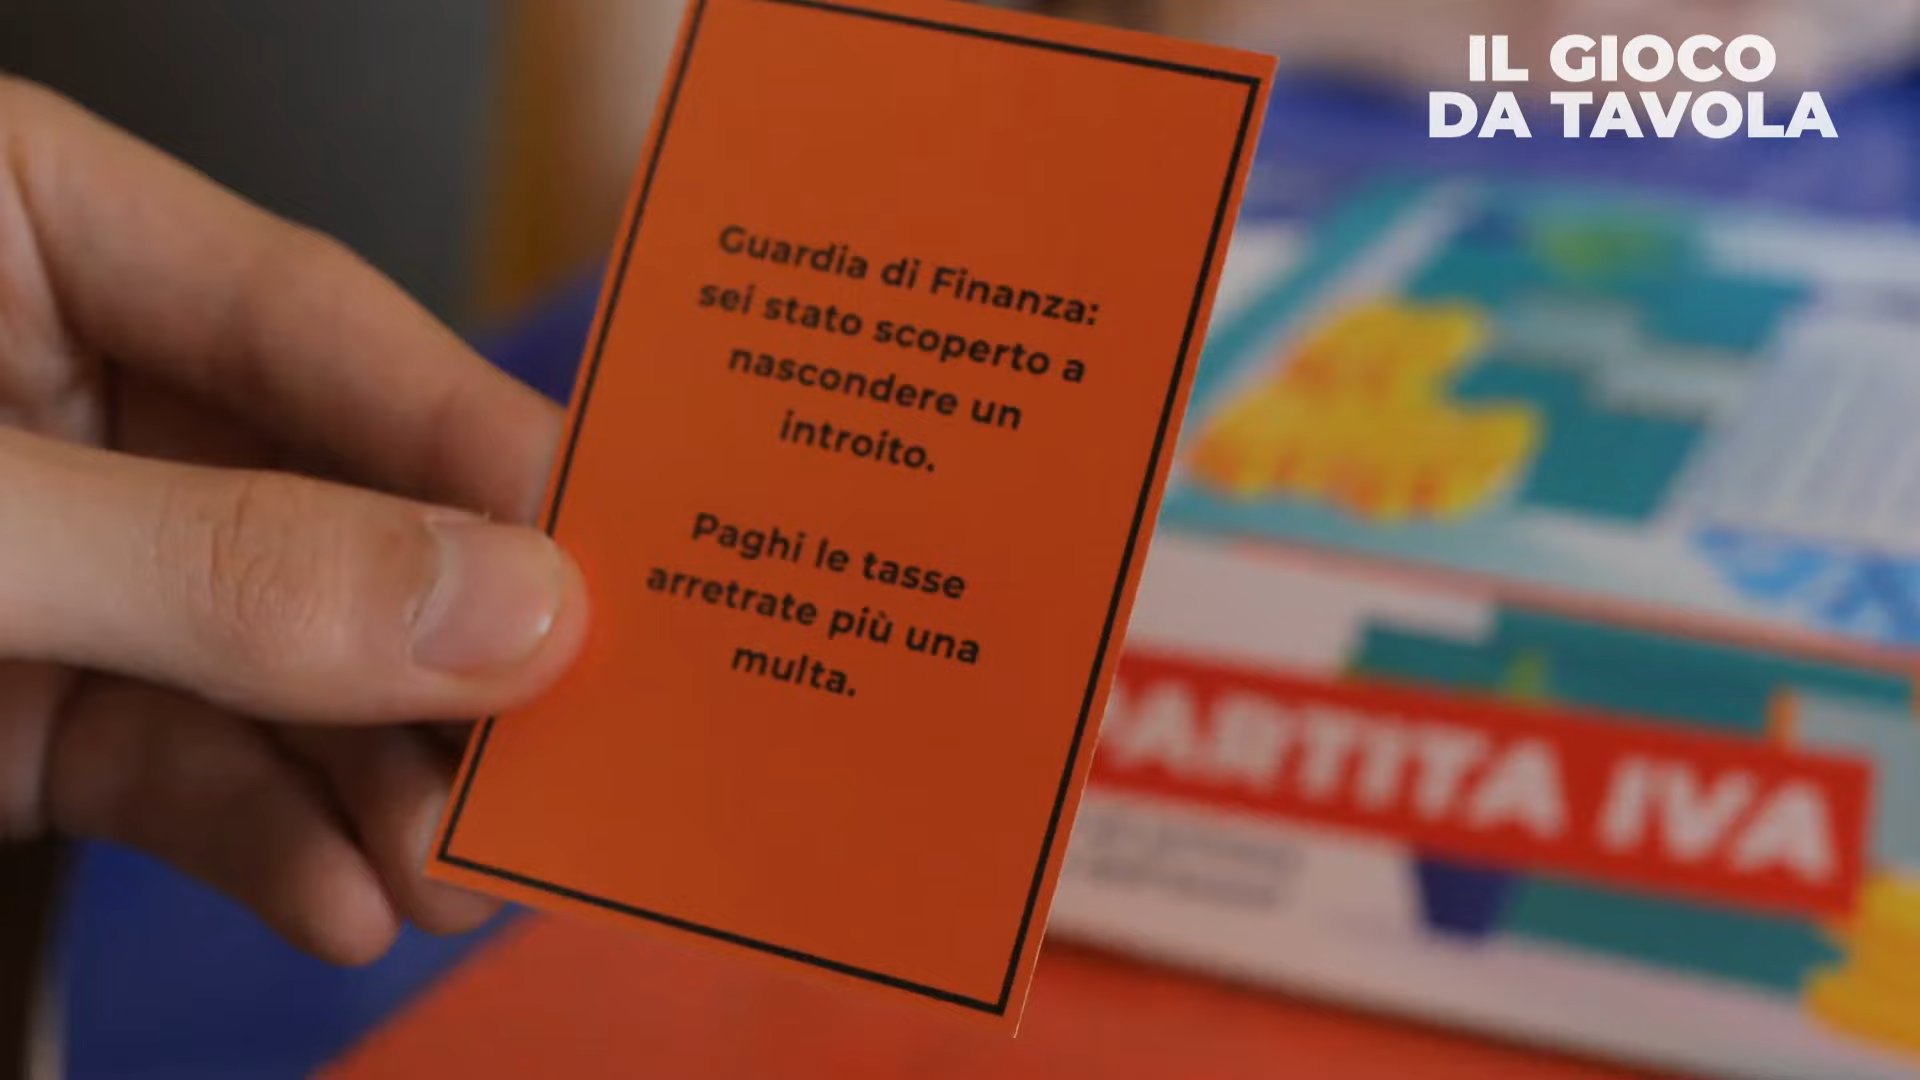 IL GIOCO
DA TAVOLA
Guardia di Finanza:
sei stato scoperto a
nascondere un
introito.
Paghi le tasse
arretrate più una
multa.
PARTITA IVA